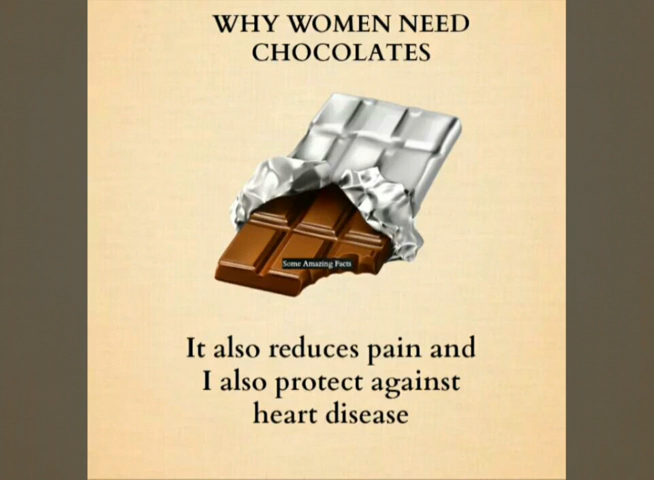 WHY WOMEN NEED
CHOCOLATES
Some Amazing Facts
It also reduces pain and
I also protect against
heart disease